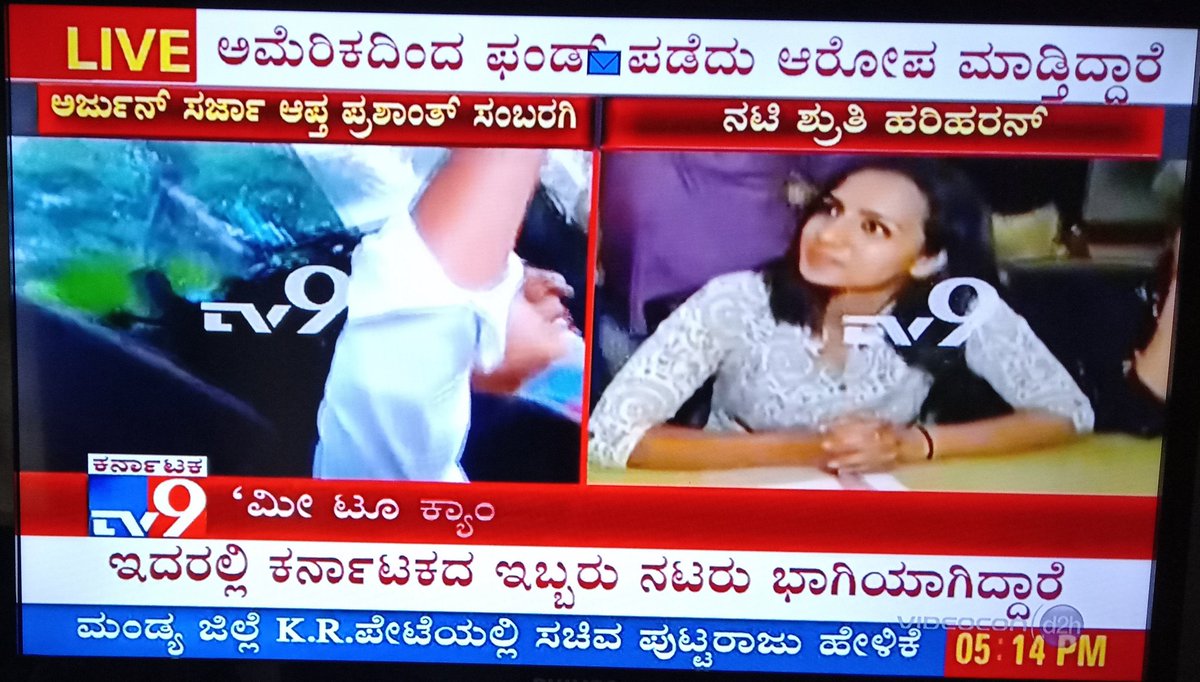 LIVE ಅಮೆರಿಕದಿಂದ ಫಂಡ್ ಪಡೆದು ಆರೋಪ ಮಾಡ್ತಿದ್ದಾರೆ
ಅರ್ಜುನ್ ಸರ್ಜಾ ಆಪ್ತ ಪ್ರಶಾಂತ್ ಸಂಬರಗಿ
ನಟಿ ಶ್ರುತಿ ಹರಿಹರನ್
TV9
TV9
ಕರ್ನಾಟಕ
TV9
‘ಮೀ ಟೂ ಕ್ಯಾಂ
ಇದರಲ್ಲಿ ಕರ್ನಾಟಕದ ಇಬ್ಬರು ನಟರು ಭಾಗಿಯಾಗಿದ್ದಾರೆ
VIDEOCON d2h
ಮಂಡ್ಯ ಜಿಲ್ಲೆ K.R.ಪೇಟೆಯಲ್ಲಿ ಸಚಿವ ಪುಟ್ಟರಾಜು ಹೇಳಿಕೆ 05:14 PM